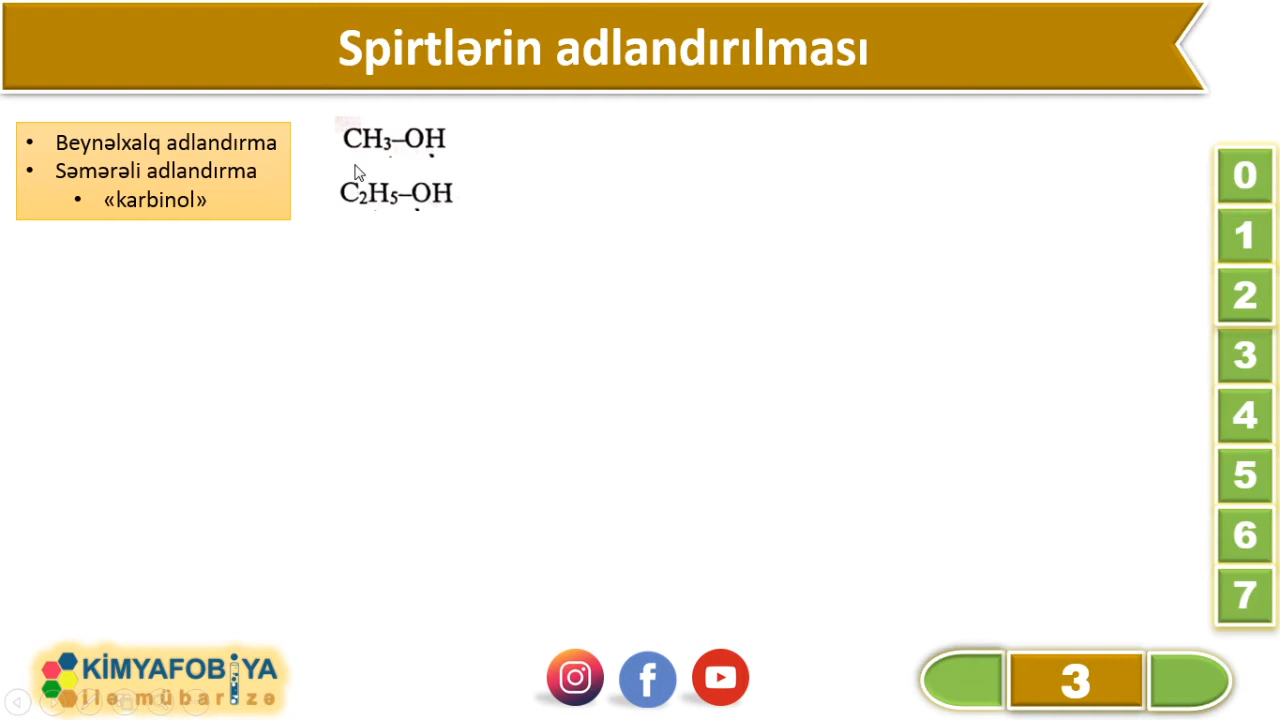 Spirtlərin adlandırılması
• Beynəlxalq adlandırma
• Səmərəli adlandırma
• «karbinol»
CH₃–OH
C₂H₅–OH
0
1
2
3
4
5
6
7
KİMYAFOBİYA
ilə mübarizə
3